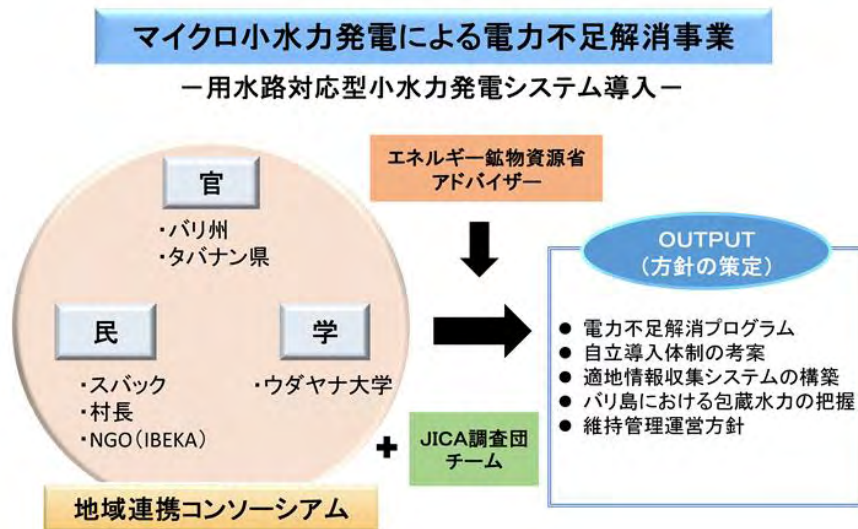 マイクロ小水力発電による電力不足解消事業
－用水路対応型小水力発電システム導入－
官
・バリ州
・タバナン県
民
・スバック
・村長
・NGO（IBEKA）
学
・ウダヤナ大学
地域連携コンソーシアム
+
JICA調査団
チーム
エネルギー鉱物資源省
アドバイザー
OUTPUT
（方針の策定）
● 電力不足解消プログラム
● 自立導入体制の考案
● 適地情報収集システムの構築
● バリ島における包蔵水力の把握
● 維持管理運営方針